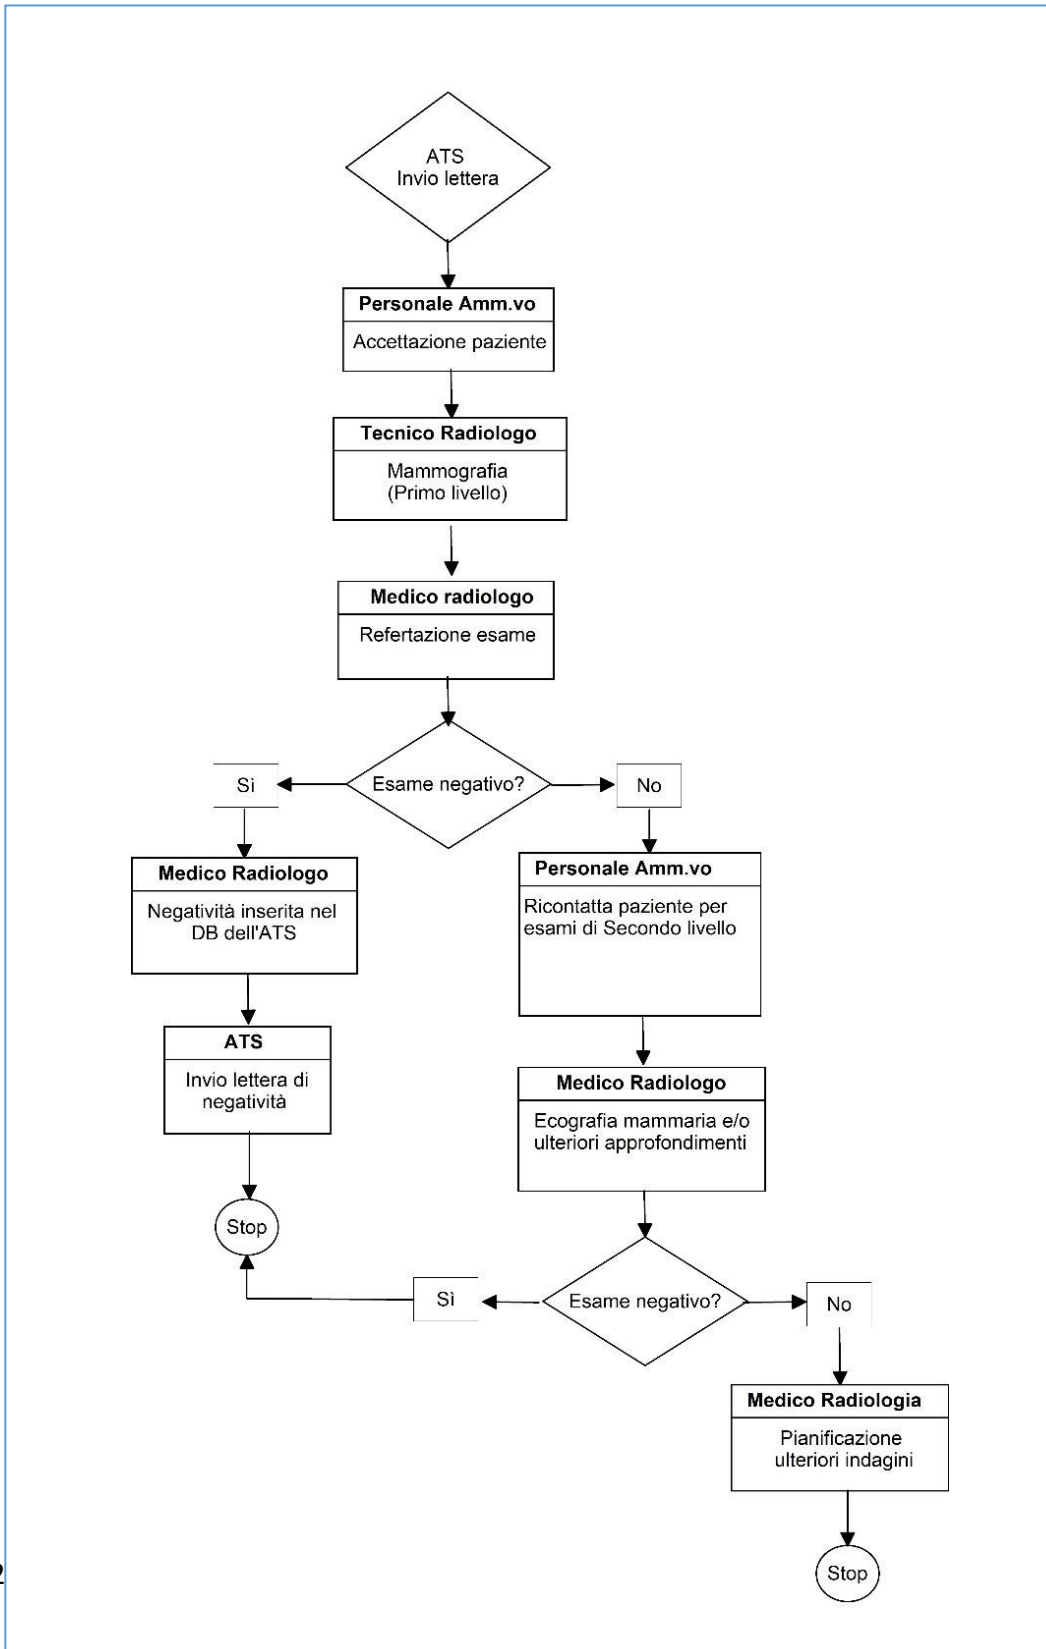 ATS
Invio lettera
Personale Amm.vo
Accettazione paziente
Tecnico Radiologo
Mammografia
(Primo livello)
Medico radiologo
Refertazione esame
Esame negativo?
Sì
No
Medico Radiologo
Negatività inserita nel
DB dell'ATS
Personale Amm.vo
Ricontatta paziente per
esami di Secondo livello
ATS
Invio lettera di
negatività
Medico Radiologo
Ecografia mammaria e/o
ulteriori approfondimenti
Stop
Esame negativo?
Sì
No
Medico Radiologia
Pianificazione
ulteriori indagini
Stop